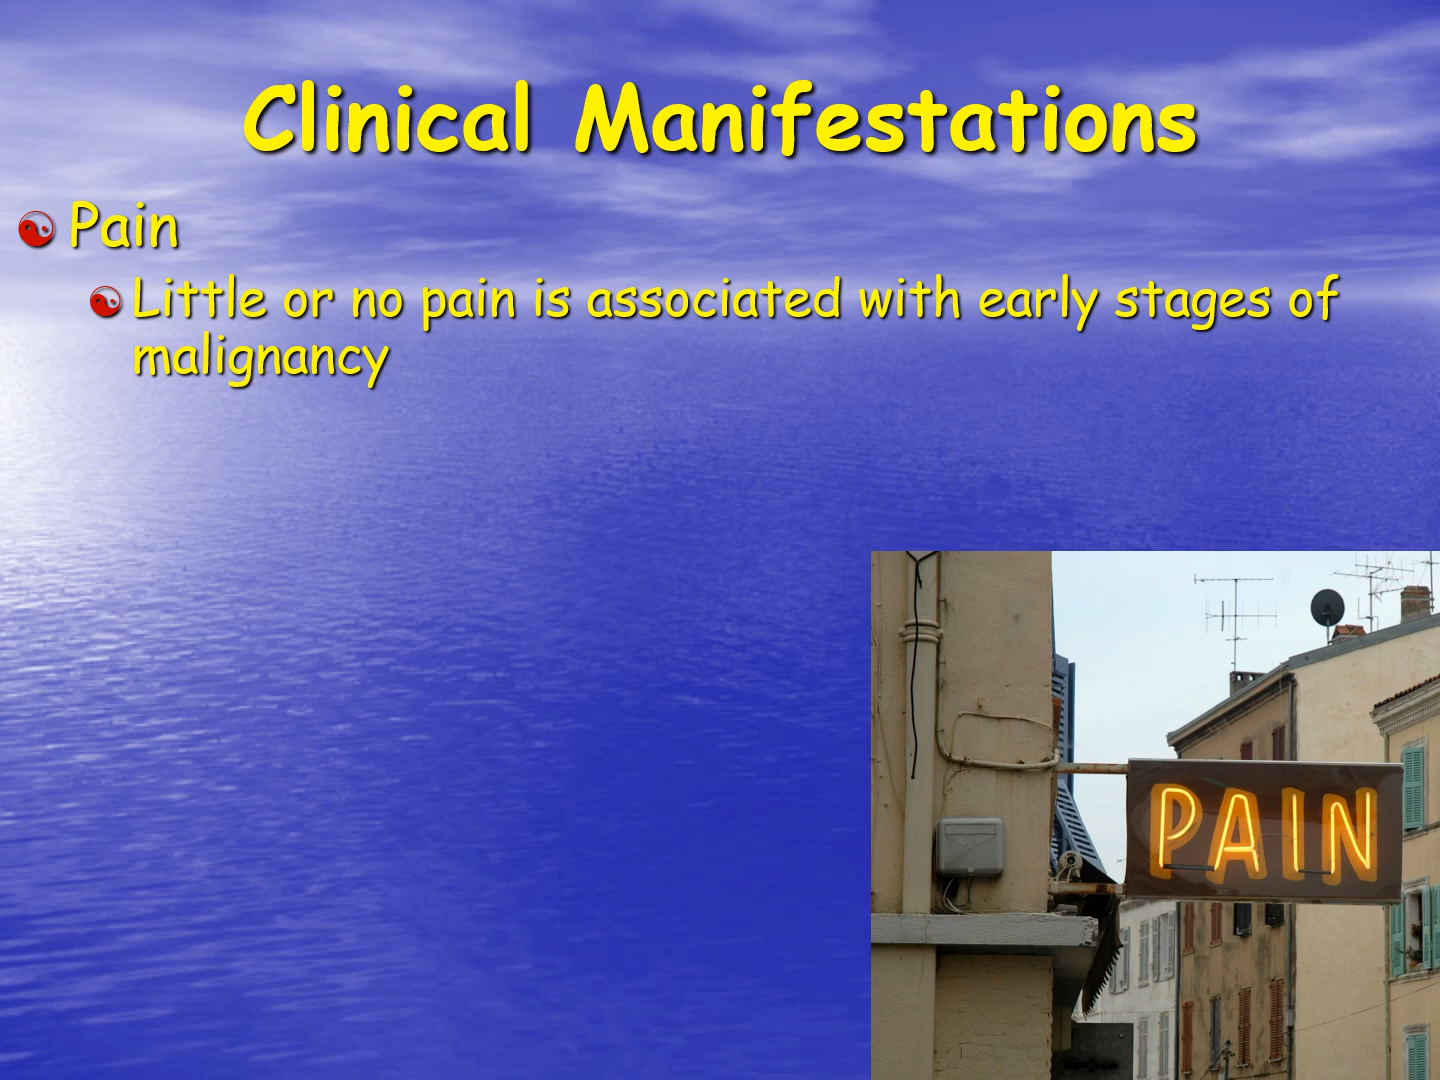 Clinical Manifestations
Pain
Little or no pain is associated with early stages of
malignancy
PAIN